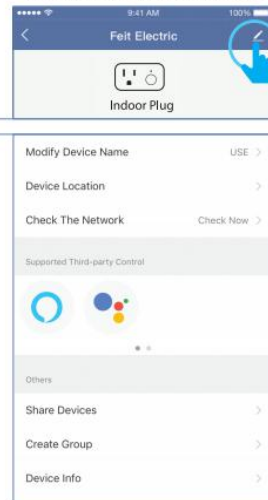 9:41 AM
100%
Feit Electric
Indoor Plug
Modify Device Name USE
Device Location
Check The Network Check Now
Supported Third-party Control
Others
Share Devices
Create Group
Device Info